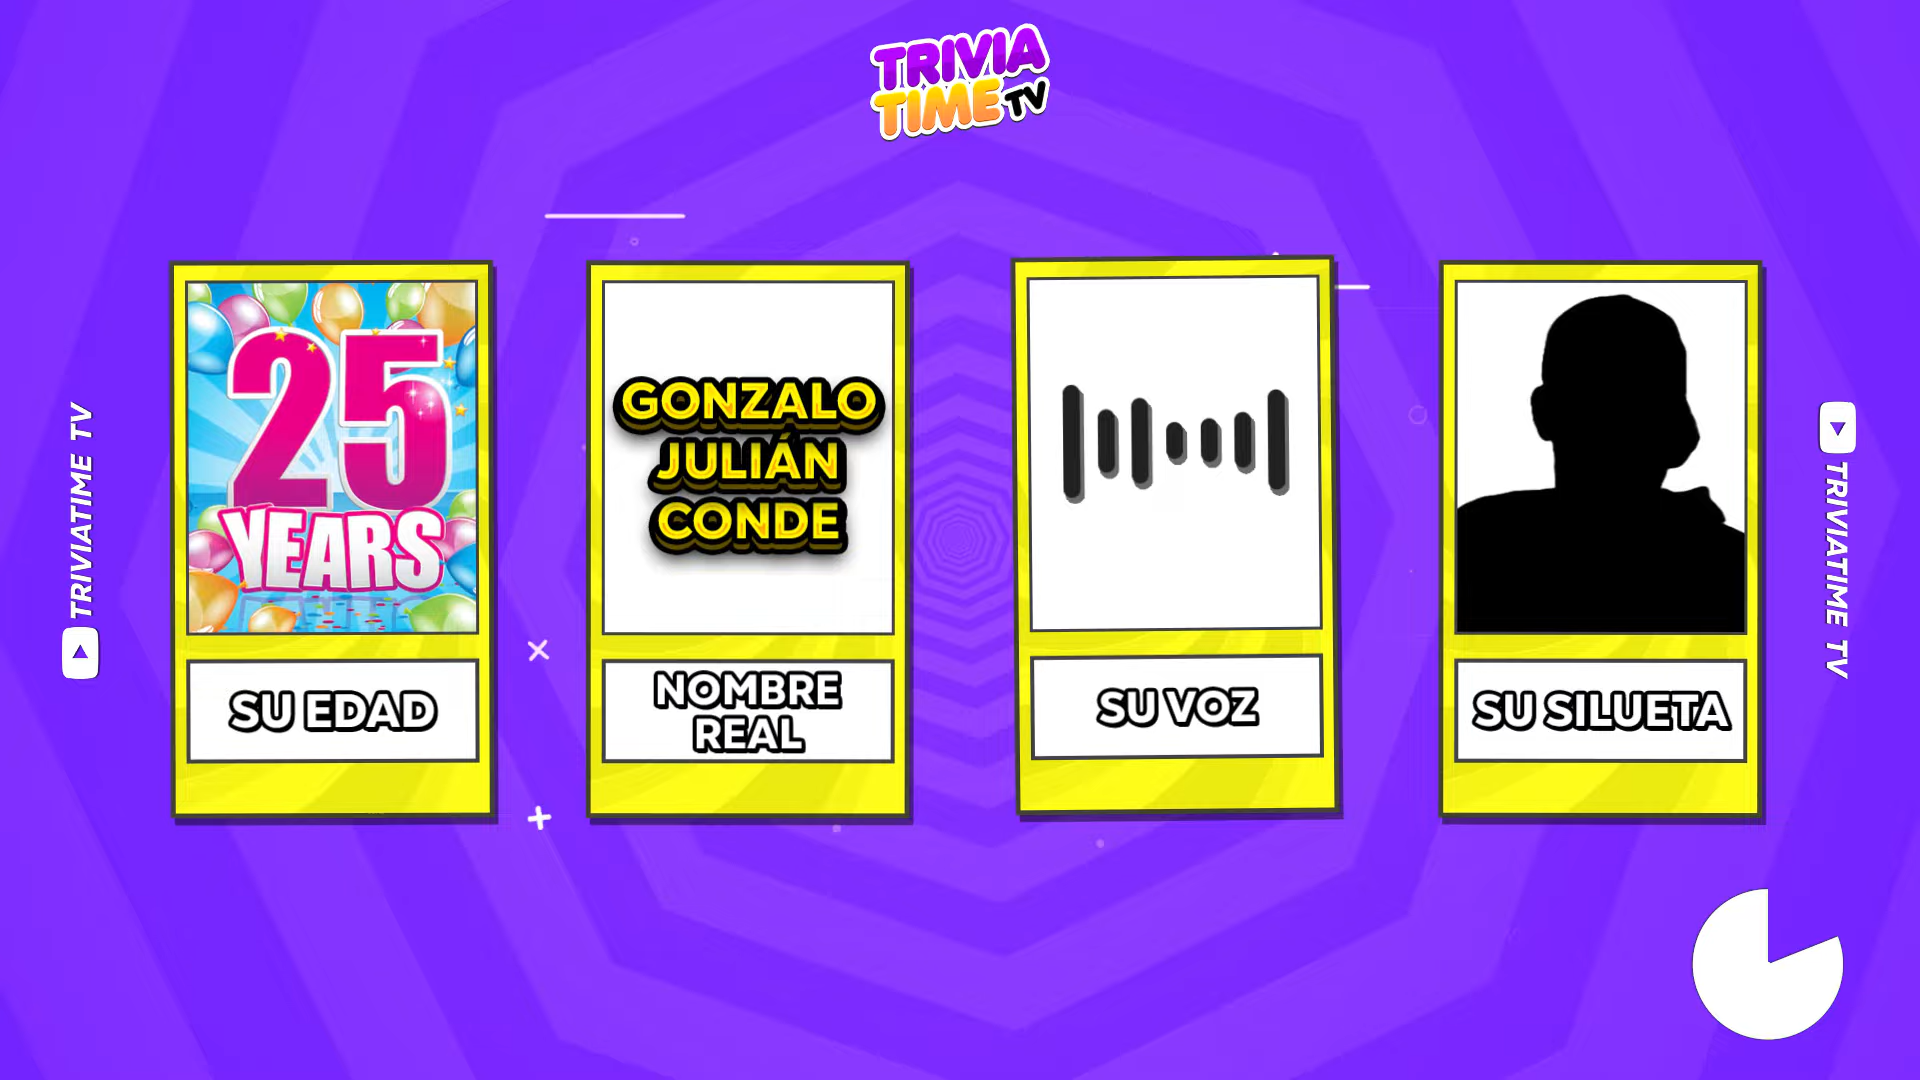 TRIVIA
TIME TV
25
YEARS
SU EDAD
GONZALO
JULIÁN
CONDE
NOMBRE
REAL
SU VOZ
SU SILUETA
TRIVIATIME TV
TRIVIATIME TV